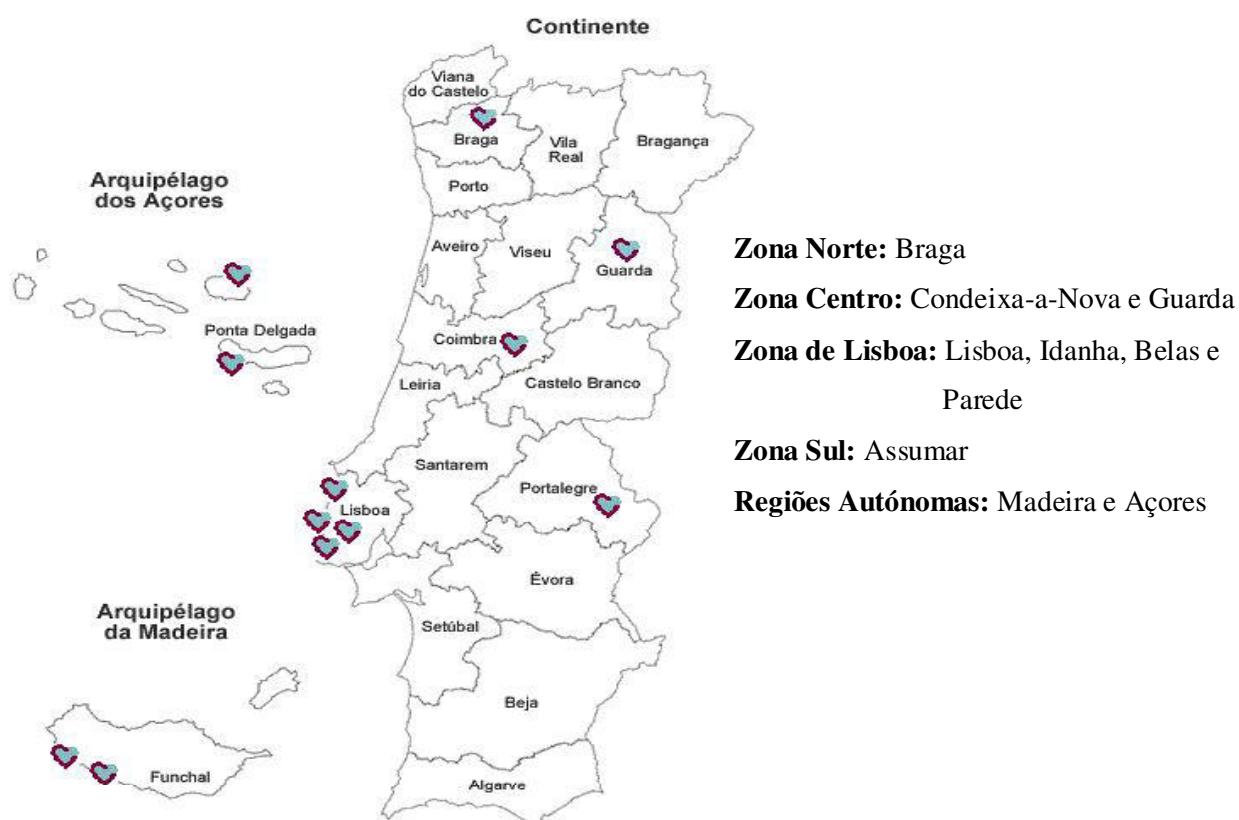 Continente
Viana
do Castelo
Braga
Vila
Real
Bragança
Porto
Arquipélago
dos Açores
Aveiro
Viseu
Guarda
Ponta Delgada
Coimbra
Leiria
Castelo Branco
Santarem
Portalegre
Lisboa
Évora
Setúbal
Arquipélago
da Madeira
Beja
Funchal
Algarve
Zona Norte: Braga
Zona Centro: Condeixa-a-Nova e Guarda
Zona de Lisboa: Lisboa, Idanha, Belas e
Parede
Zona Sul: Assumar
Regiões Autónomas: Madeira e Açores